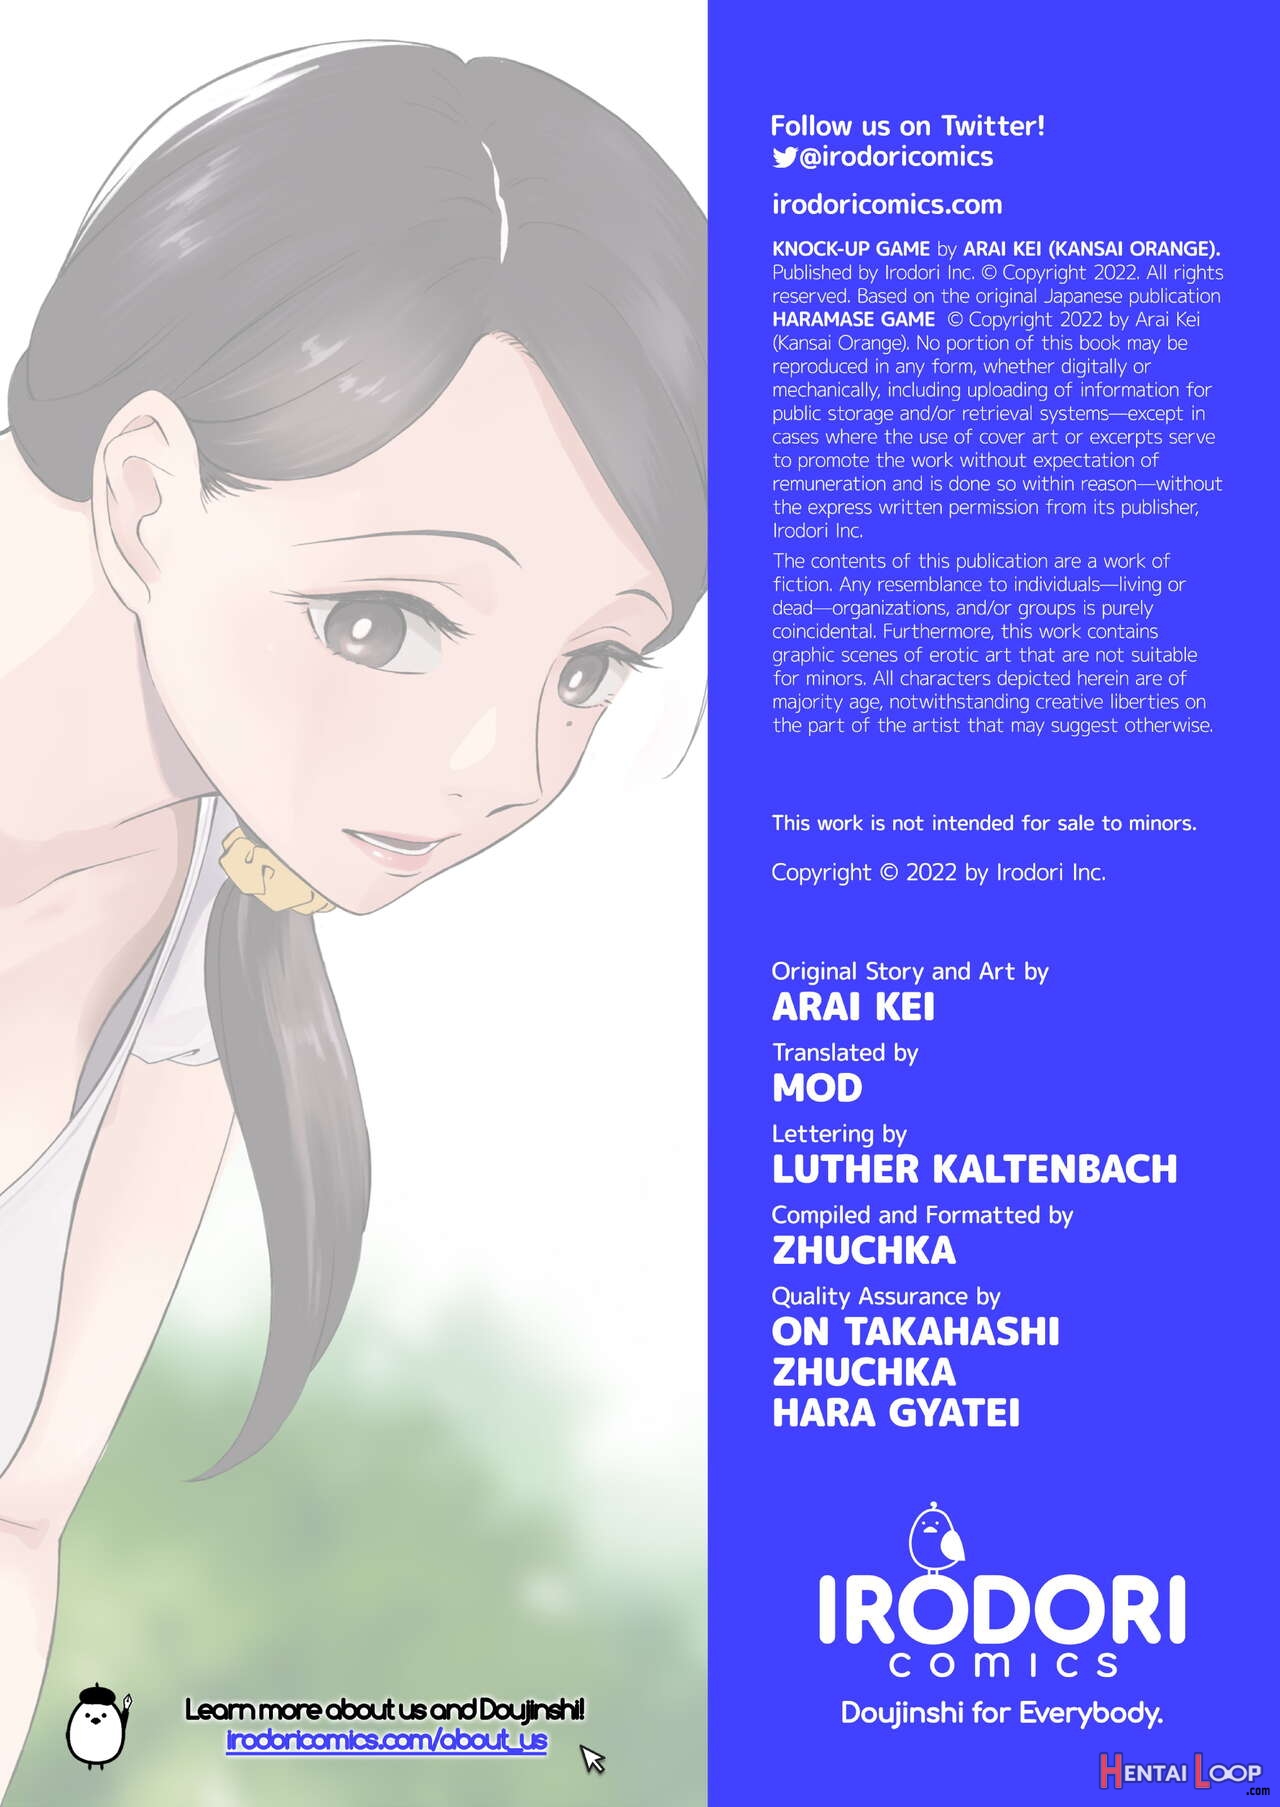 Follow us on Twitter!
@irodoricomics
irodoricomics.com
KNOCK-UP GAME by ARAI KEI (KANSAI ORANGE).
Published by Irodori Inc. © Copyright 2022. All rights
reserved. Based on the original Japanese publication
HARAMASE GAME © Copyright 2022 by Arai Kei
(Kansai Orange). No portion of this book may be
reproduced in any form, whether digitally or
mechanically, including uploading of information for
public storage and/or retrieval systems—except in
cases where the use of cover art or excerpts serve
to promote the work without expectation of
remuneration and is done so within reason—without
the express written permission from its publisher,
Irodori Inc.
The contents of this publication are a work of
fiction. Any resemblance to individuals—living or
dead—organizations, and/or groups is purely
coincidental. Furthermore, this work contains
graphic scenes of erotic art that are not suitable
for minors. All characters depicted herein are of
majority age, notwithstanding creative liberties on
the part of the artist that may suggest otherwise.
This work is not intended for sale to minors.
Copyright © 2022 by Irodori Inc.
Original Story and Art by
ARAI KEI
Translated by
MOD
Lettering by
LUTHER KALTENBACH
Compiled and Formatted by
ZHUCHKA
Quality Assurance by
ON TAKAHASHI
ZHUCHKA
HARA GYATEI
IRODORI
COMICS
Doujinshi for Everybody.
Learn more about us and Doujinshi!
irodoricomics.com/about_us
HENTAI LOOP
.com